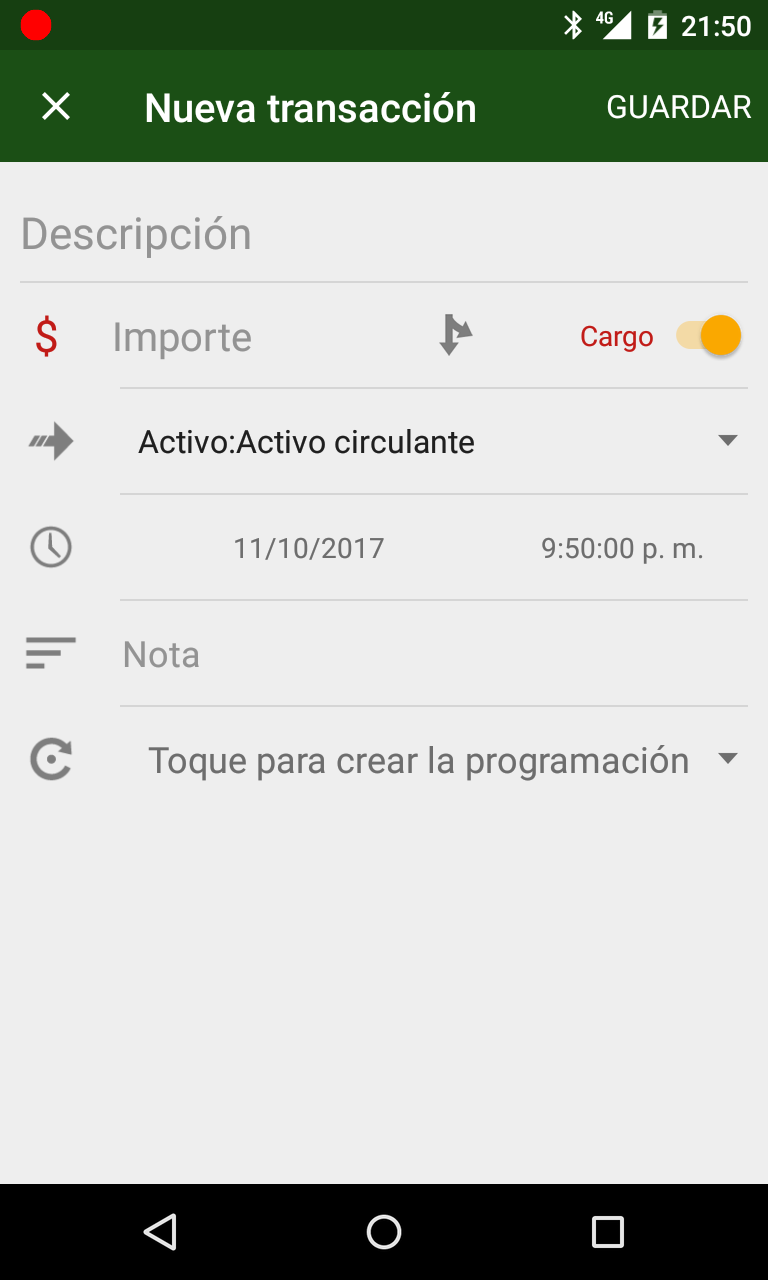 4G 21:50
Nueva transacción GUARDAR
Descripción
$ Importe Cargo
Activo:Activo circulante
11/10/2017 9:50:00 p. m.
Nota
Toque para crear la programación